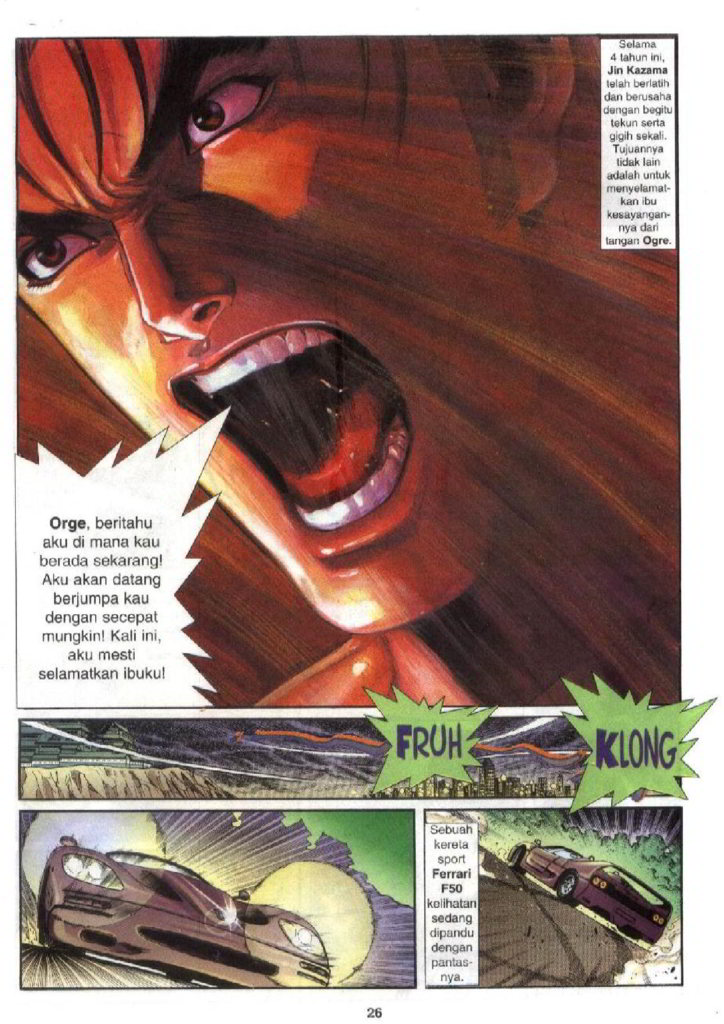 Selama
4 tahun ini,
Jin Kazama
telah berlatih
dan berusaha
dengan begitu
tekun serta
gigih sekali.
Tujuannya
tidak lain
adalah untuk
menyelamat-
kan ibu
kesayangan-
nya dari
tangan Ogre.
Orge, beritahu
aku di mana kau
berada sekarang!
Aku akan datang
berjumpa kau
dengan secepat
mungkin! Kali ini,
aku mesti
selamatkan ibuku!
FRUH
KLONG
Sebuah
kereta
sport
Ferrari
F50
kelihatan
sedang
dipandu
dengan
pantas-
nya.
26